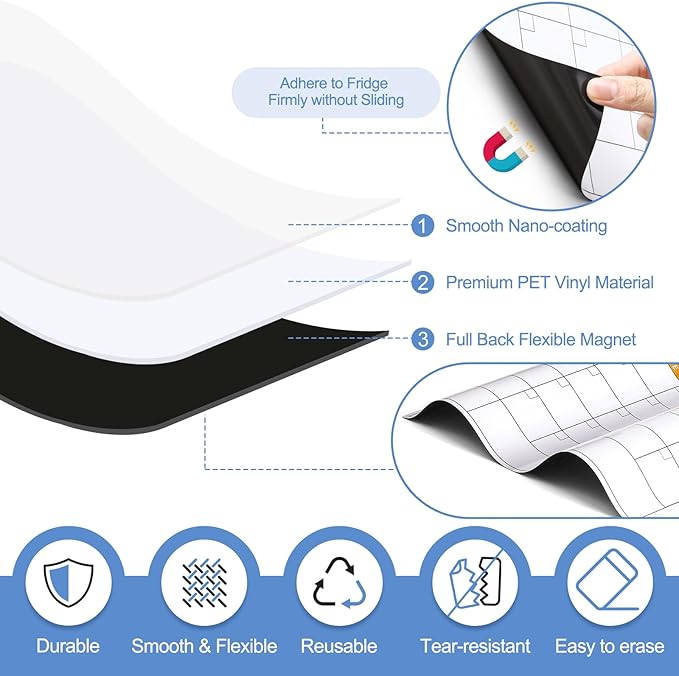 Adhere to Fridge
Firmly without Sliding
1 Smooth Nano-coating
2 Premium PET Vinyl Material
3 Full Back Flexible Magnet
Durable
Smooth & Flexible
Reusable
Tear-resistant
Easy to erase